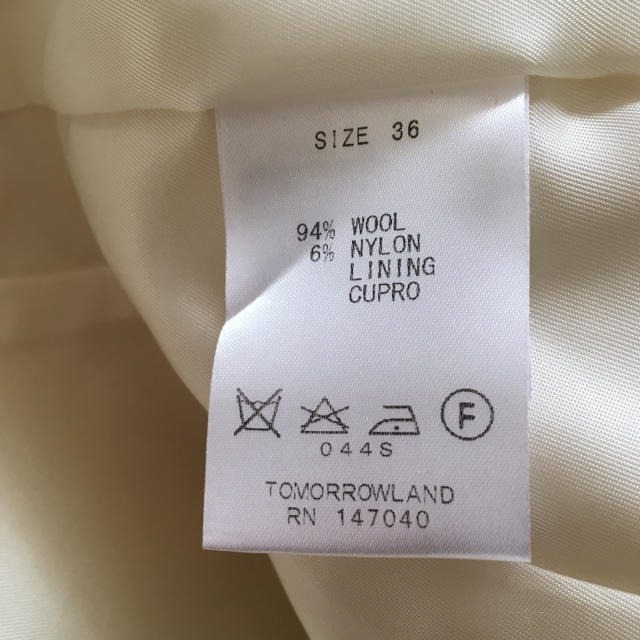 SIZE 36
94% WOOL
6% NYLON
LINING
CUPRO
F
044S
TOMORROWLAND
RN 147040